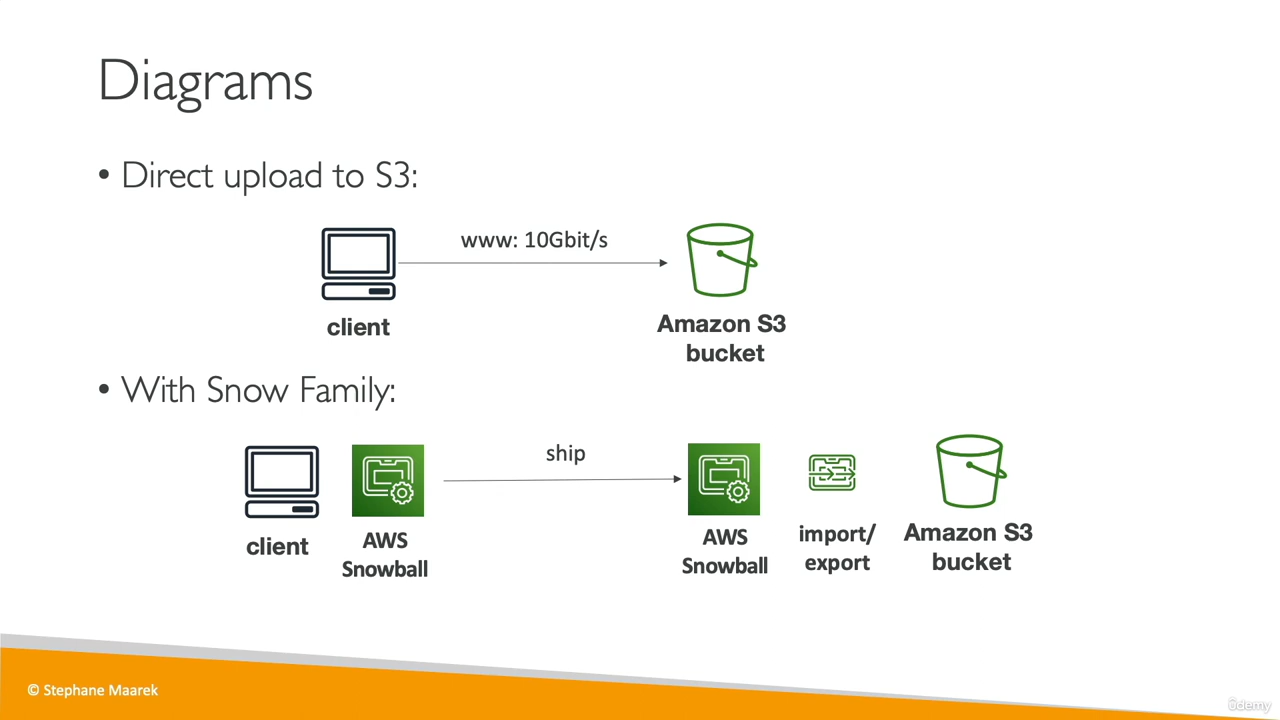 Diagrams
• Direct upload to S3:
www: 10Gbit/s
client
Amazon S3
bucket
• With Snow Family:
ship
client
AWS
Snowball
AWS
Snowball
import/
export
Amazon S3
bucket
© Stephane Maarek
ûdemy